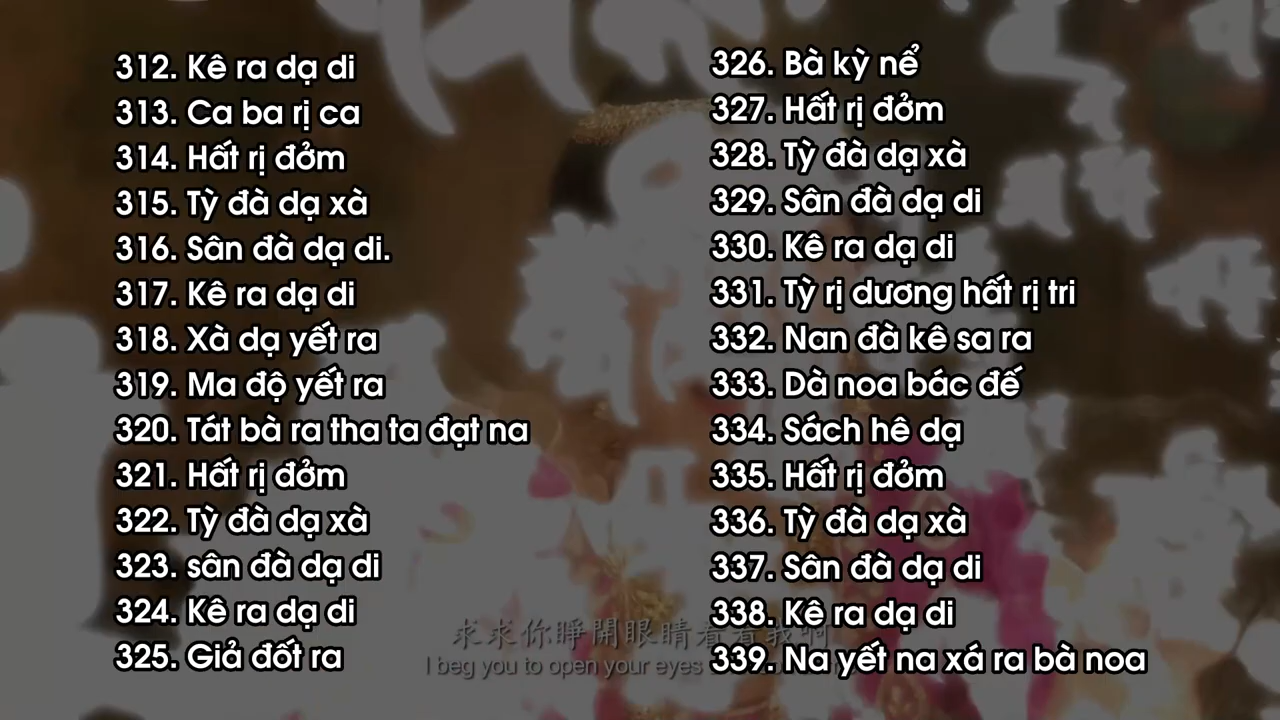 312. Kê ra dạ di
313. Ca ba rị ca
314. Hất rị đởm
315. Tỳ đà dạ xà
316. Sân đà dạ di.
317. Kê ra dạ di
318. Xà dạ yết ra
319. Ma độ yết ra
320. Tát bà ra tha ta đạt na
321. Hất rị đởm
322. Tỳ đà dạ xà
323. sân đà dạ di
324. Kê ra dạ di
325. Giả đốt ra
326. Bà kỳ nể
327. Hất rị đởm
328. Tỳ đà dạ xà
329. Sân đà dạ di
330. Kê ra dạ di
331. Tỳ rị dương hất rị tri
332. Nan đà kê sa ra
333. Dà noa bác đế
334. Sách hê dạ
335. Hất rị đởm
336. Tỳ đà dạ xà
337. Sân đà dạ di
338. Kê ra dạ di
339. Na yết na xá ra bà noa
求求你睜開眼睛看看我啊
I beg you to open your eyes